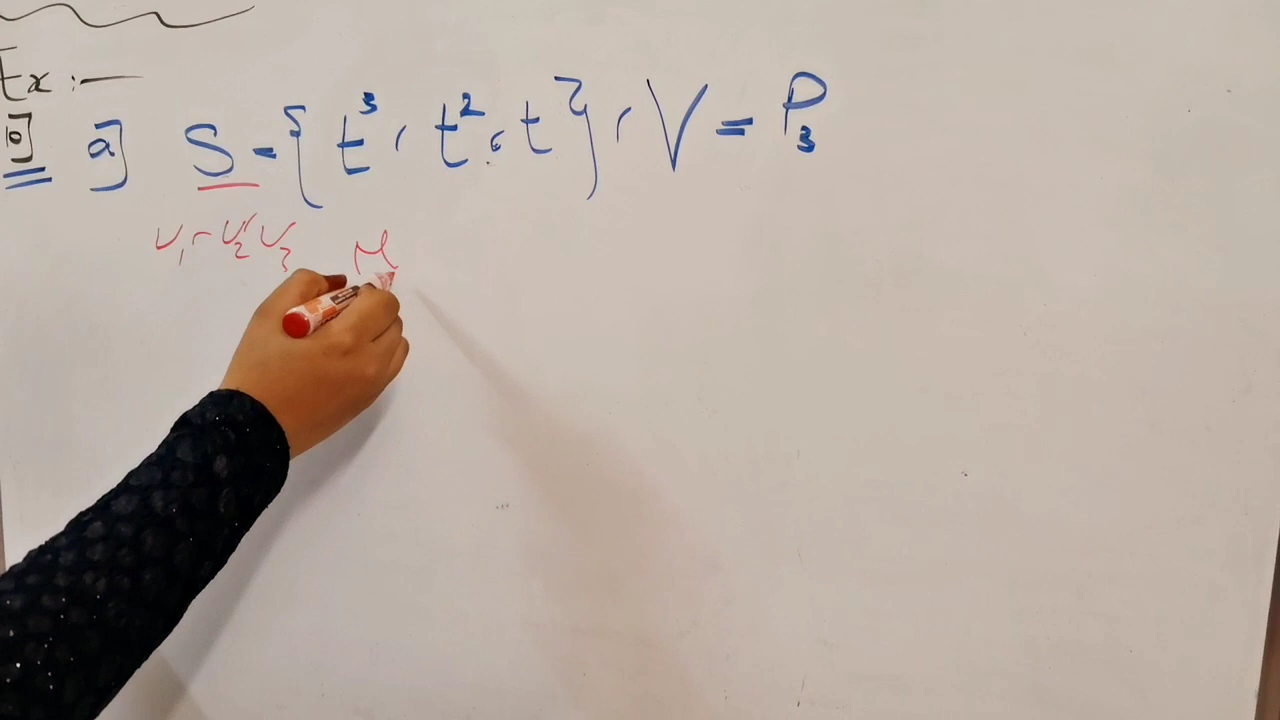 Ex :—
a] S = {t³, t², t}, V = P₃
V₁, V₂, V₃ M